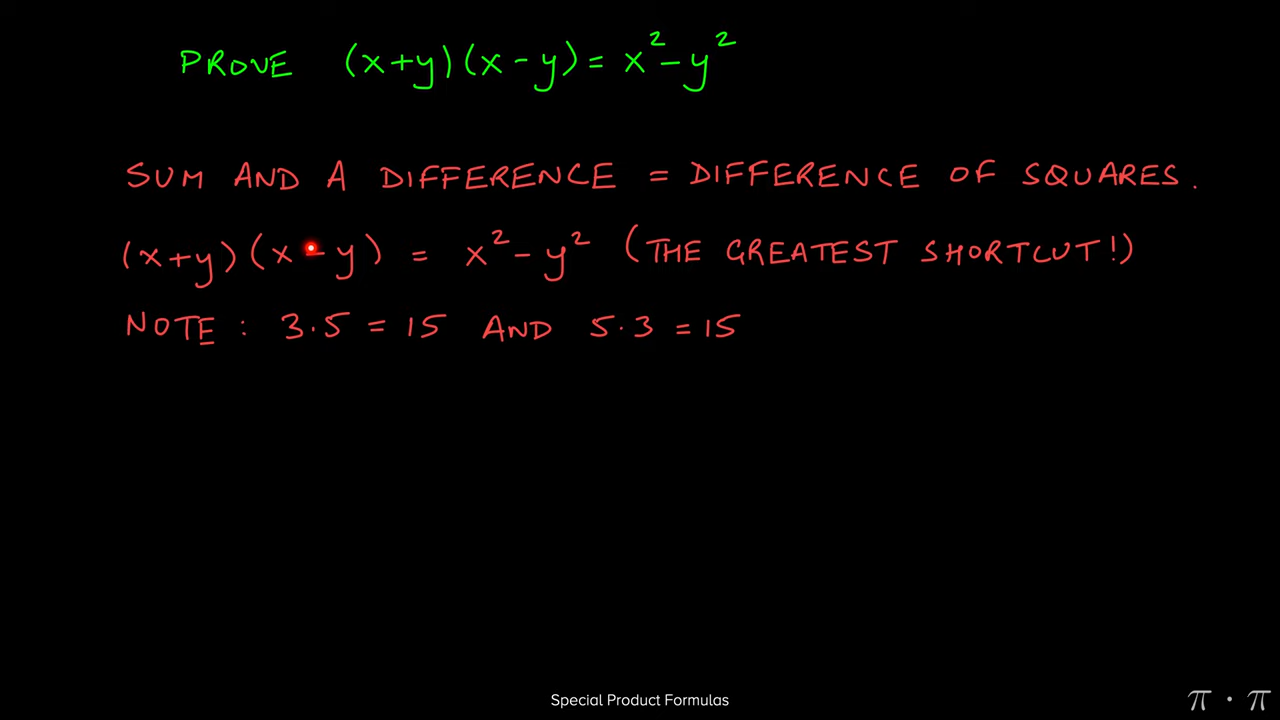 PROVE (x+y)(x-y)= x²-y²
SUM AND A DIFFERENCE = DIFFERENCE OF SQUARES.
(x+y)(x-y) = x²-y² (THE GREATEST SHORTCUT!)
NOTE: 3·5 = 15 AND 5·3 = 15
Special Product Formulas
π · π